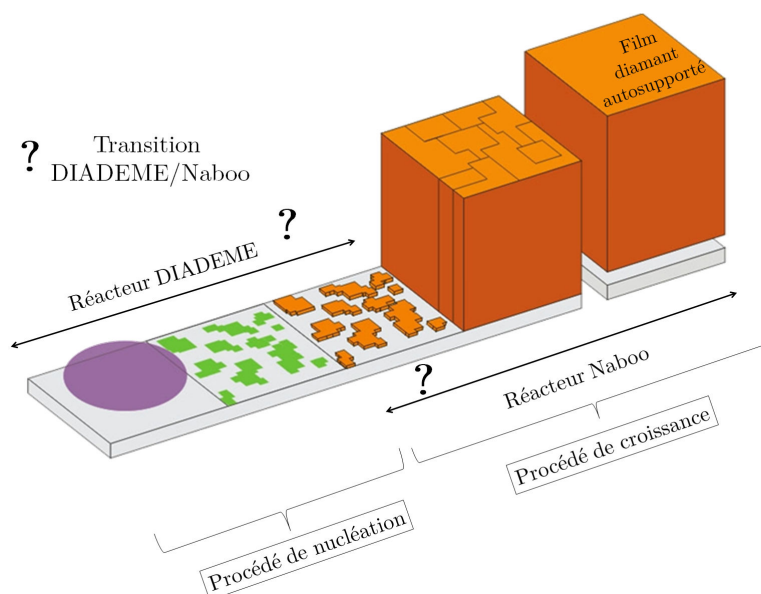 Film
diamant
autosupporté
? Transition
DIADEME/Naboo
?
Réacteur DIADEME
?
Réacteur Naboo
Procédé de croissance
Procédé de nucléation